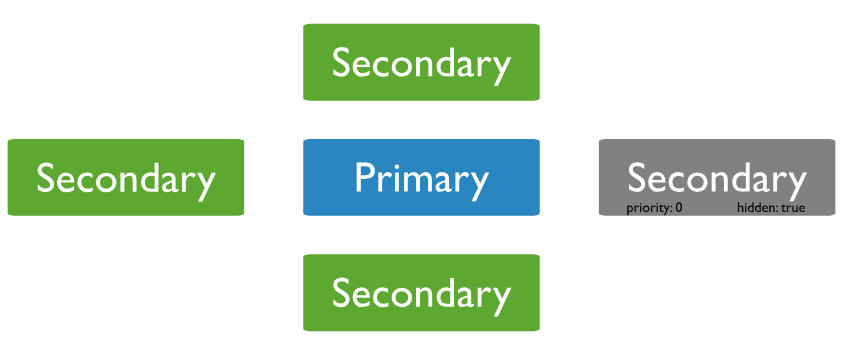 Secondary
Secondary
Primary
Secondary
priority: 0
hidden: true
Secondary